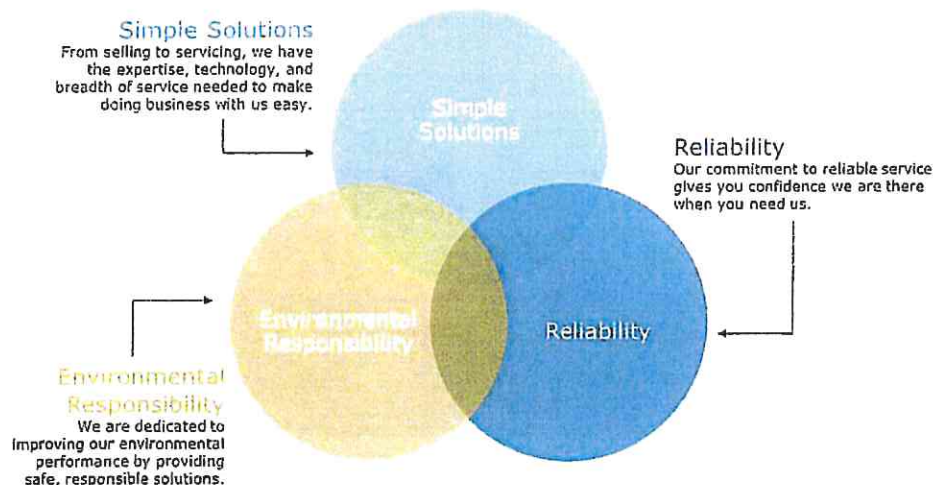 Simple Solutions
From selling to servicing, we have
the expertise, technology, and
breadth of service needed to make
doing business with us easy.
Simple
Solutions
Reliability
Our commitment to reliable service
gives you confidence we are there
when you need us.
Environmental
Responsibility
Reliability
Environmental
Responsibility
We are dedicated to
improving our environmental
performance by providing
safe, responsible solutions.